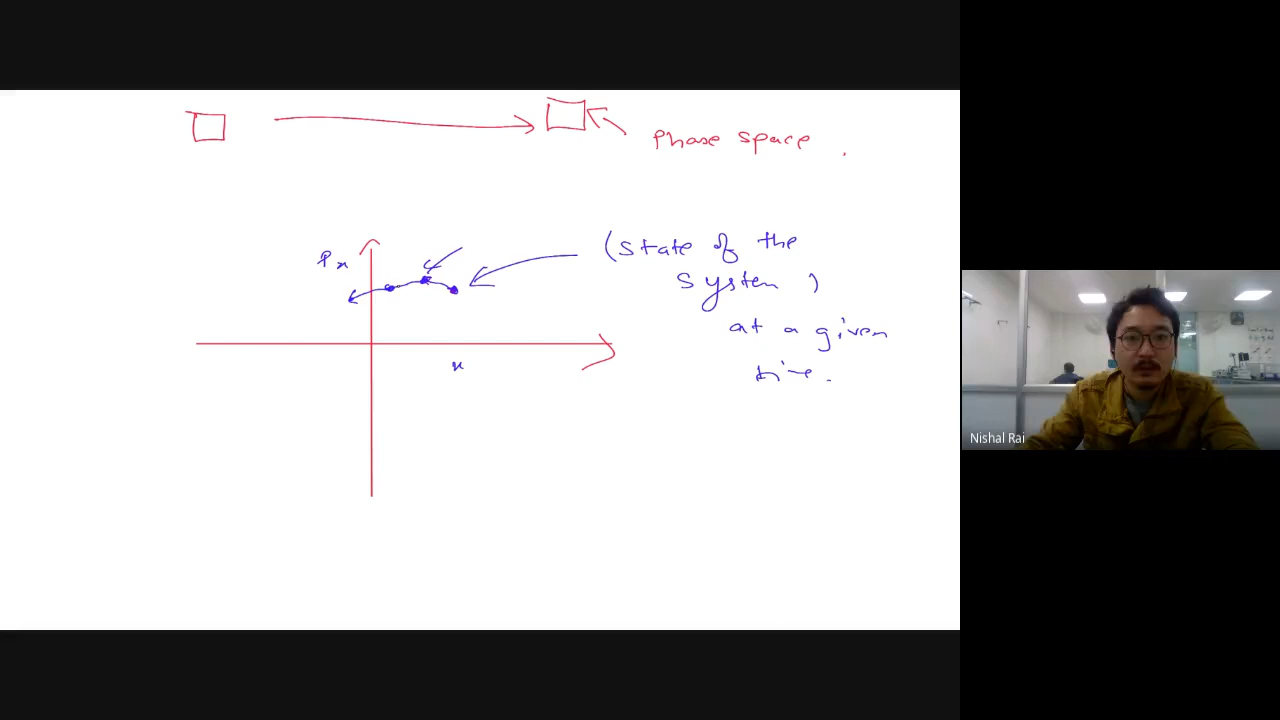 Phase space .
Px
(State of the
System)
at a given
time.
x
Nishal Rai